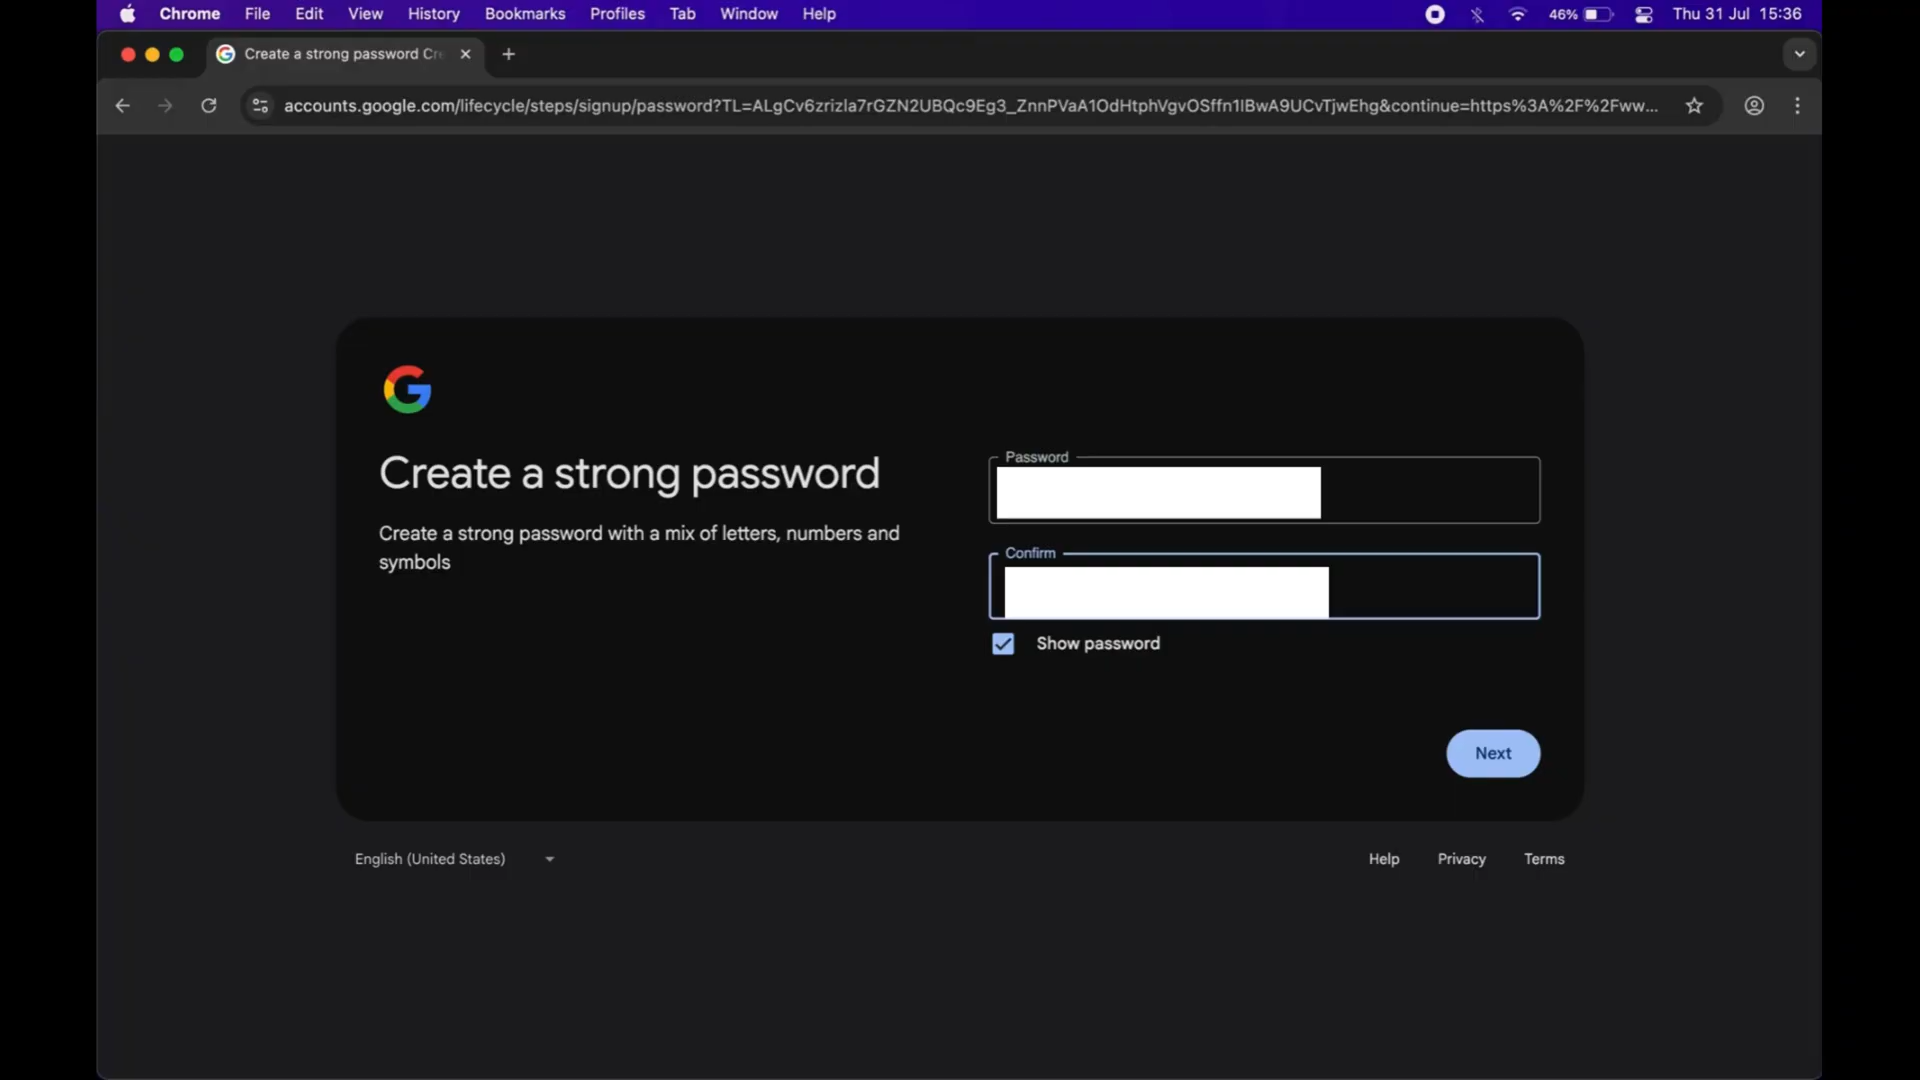 Chrome File Edit View History Bookmarks Profiles Tab Window Help 46% Thu 31 Jul 15:36
Create a strong password Cr
accounts.google.com/lifecycle/steps/signup/password?TL=ALgCv6zrizla7rGZN2UBQc9Eg3_ZnnPVaA1OdHtphVgvOSffn1lBwA9UCvTjwEhg&continue=https%3A%2F%2Fww...
Create a strong password
Create a strong password with a mix of letters, numbers and
symbols
Password
Confirm
Show password
Next
English (United States)
Help Privacy Terms